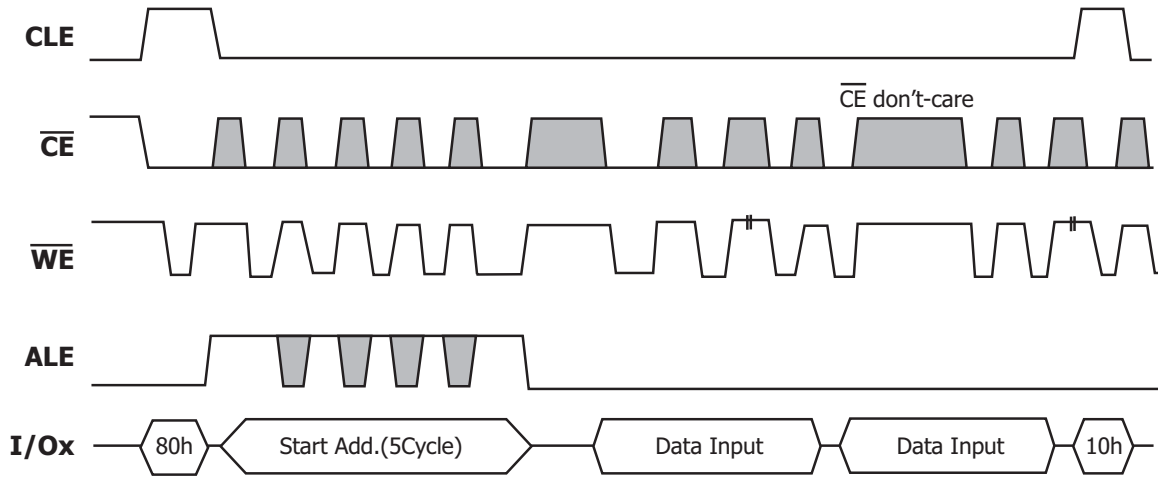 CLE
CE don't-care
CE
WE
ALE
I/Ox 80h Start Add.(5Cycle) Data Input Data Input 10h